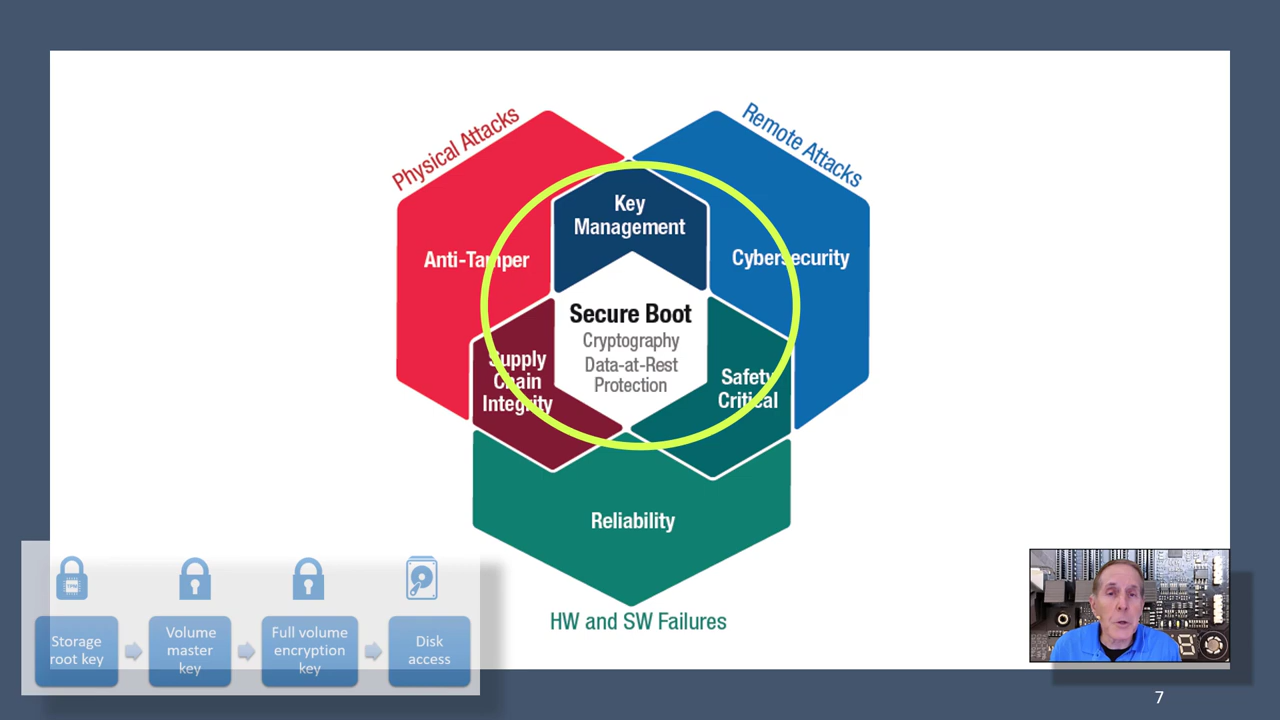 Physical Attacks
Remote Attacks
Key
Management
Anti-Tamper
Cybersecurity
Secure Boot
Cryptography
Data-at-Rest
Protection
Supply
Chain
Integrity
Safety
Critical
Reliability
HW and SW Failures
Storage
root key
Volume
master
key
Full volume
encryption
key
Disk
access
7